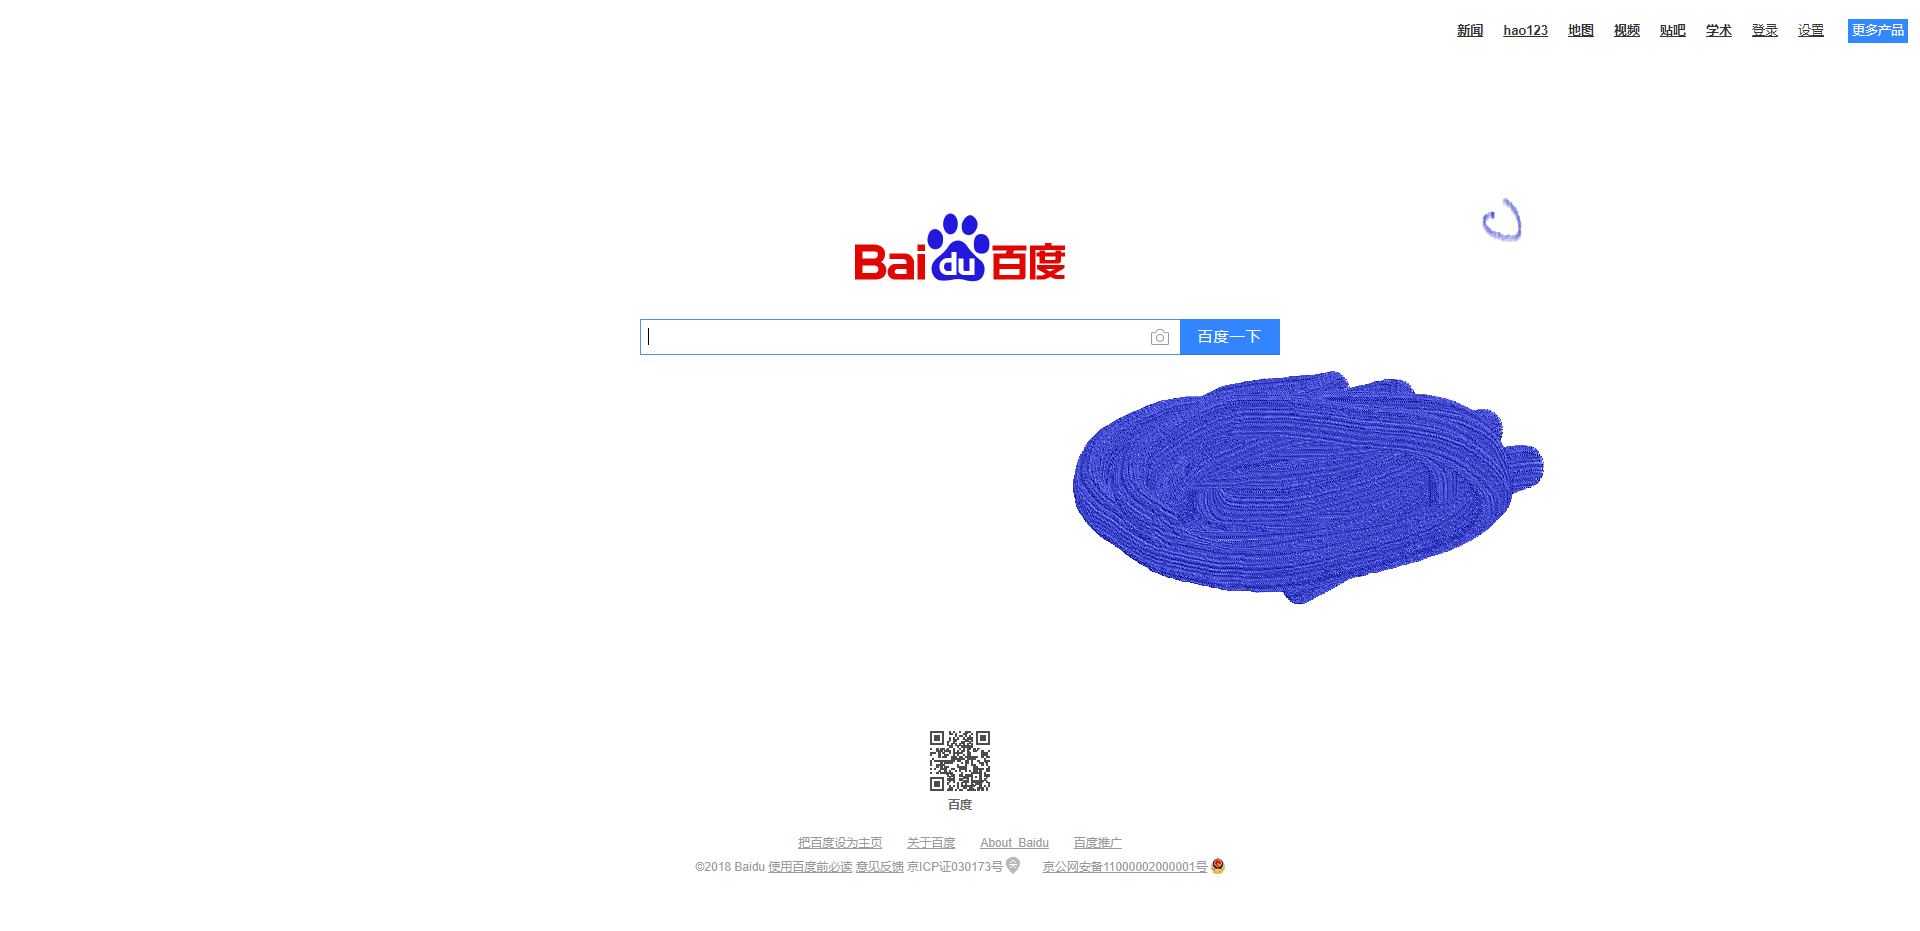 新闻 hao123 地图 视频 贴吧 学术 登录 设置 更多产品
Bai du 百度
百度一下
百度
把百度设为主页 关于百度 About Baidu 百度推广
©2018 Baidu 使用百度前必读 意见反馈 京ICP证030173号 京公网安备11000002000001号